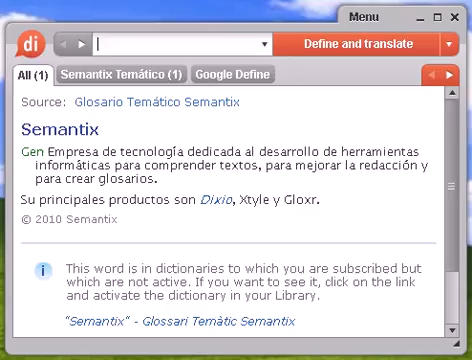 Menu
di
Define and translate
All (1) Semantix Temático (1) Google Define
Source: Glosario Temático Semantix
Semantix
Gen Empresa de tecnología dedicada al desarrollo de herramientas
informáticas para comprender textos, para mejorar la redacción y
para crear glosarios.
Su principales productos son Dixio, Xtyle y Gloxr.
© 2010 Semantix
i
This word is in dictionaries to which you are subscribed but
which are not active. If you want to see it, click on the link
and activate the dictionary in your Library.
"Semantix" - Glossari Temàtic Semantix